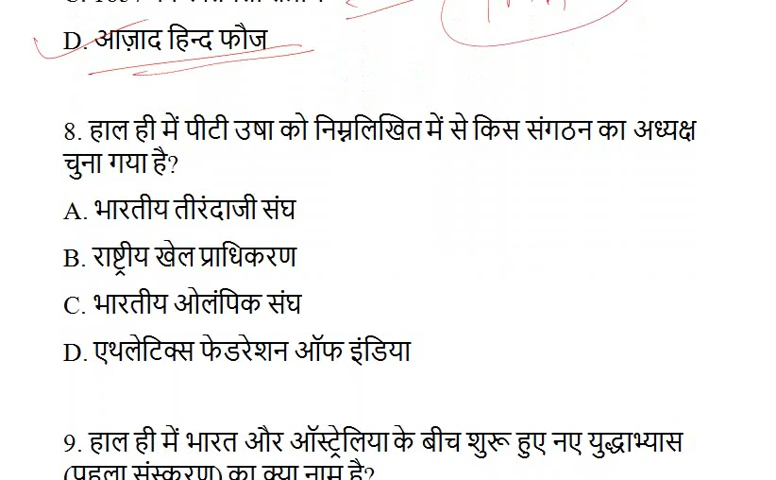 D. आज़ाद हिन्द फौज
8. हाल ही में पीटी उषा को निम्नलिखित में से किस संगठन का अध्यक्ष
चुना गया है?
A. भारतीय तीरंदाजी संघ
B. राष्ट्रीय खेल प्राधिकरण
C. भारतीय ओलंपिक संघ
D. एथलेटिक्स फेडरेशन ऑफ इंडिया
9. हाल ही में भारत और ऑस्ट्रेलिया के बीच शुरू हुए नए युद्धाभ्यास
(पहला संस्करण) का क्या नाम है?